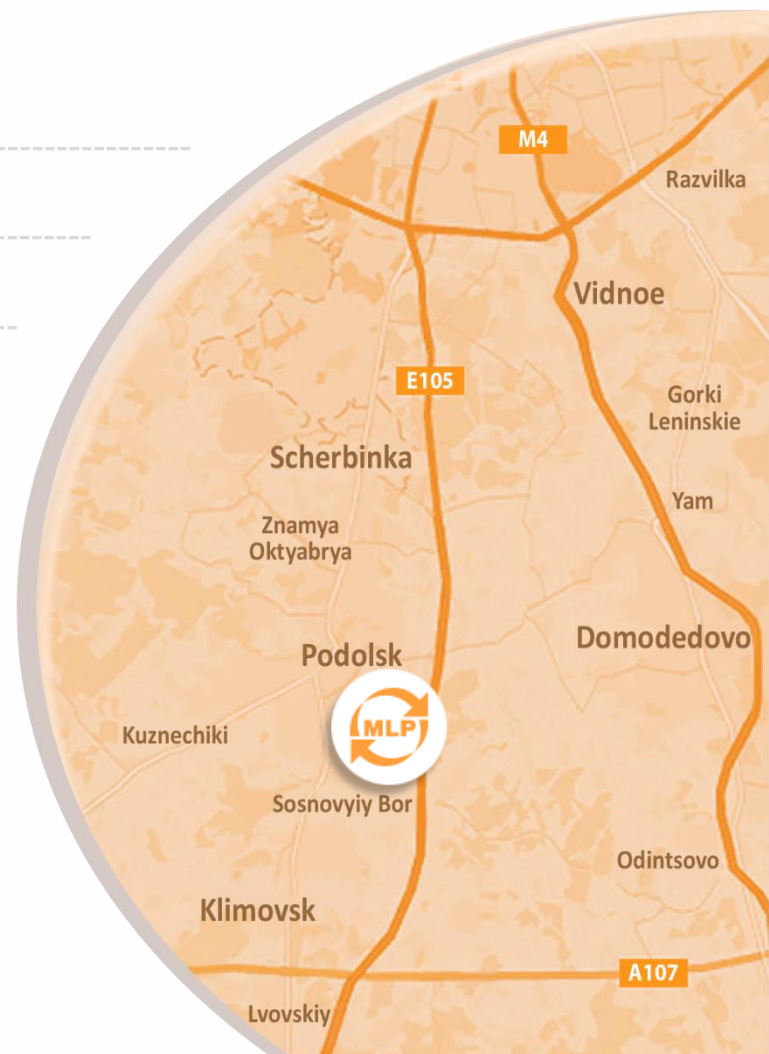 M4
Razvilka
Vidnoe
E105
Gorki
Leninskie
Scherbinka
Yam
Znamya
Oktyabrya
Domodedovo
Podolsk
MLP
Kuznechiki
Sosnovyiy Bor
Odintsovo
Klimovsk
A107
Lvovskiy